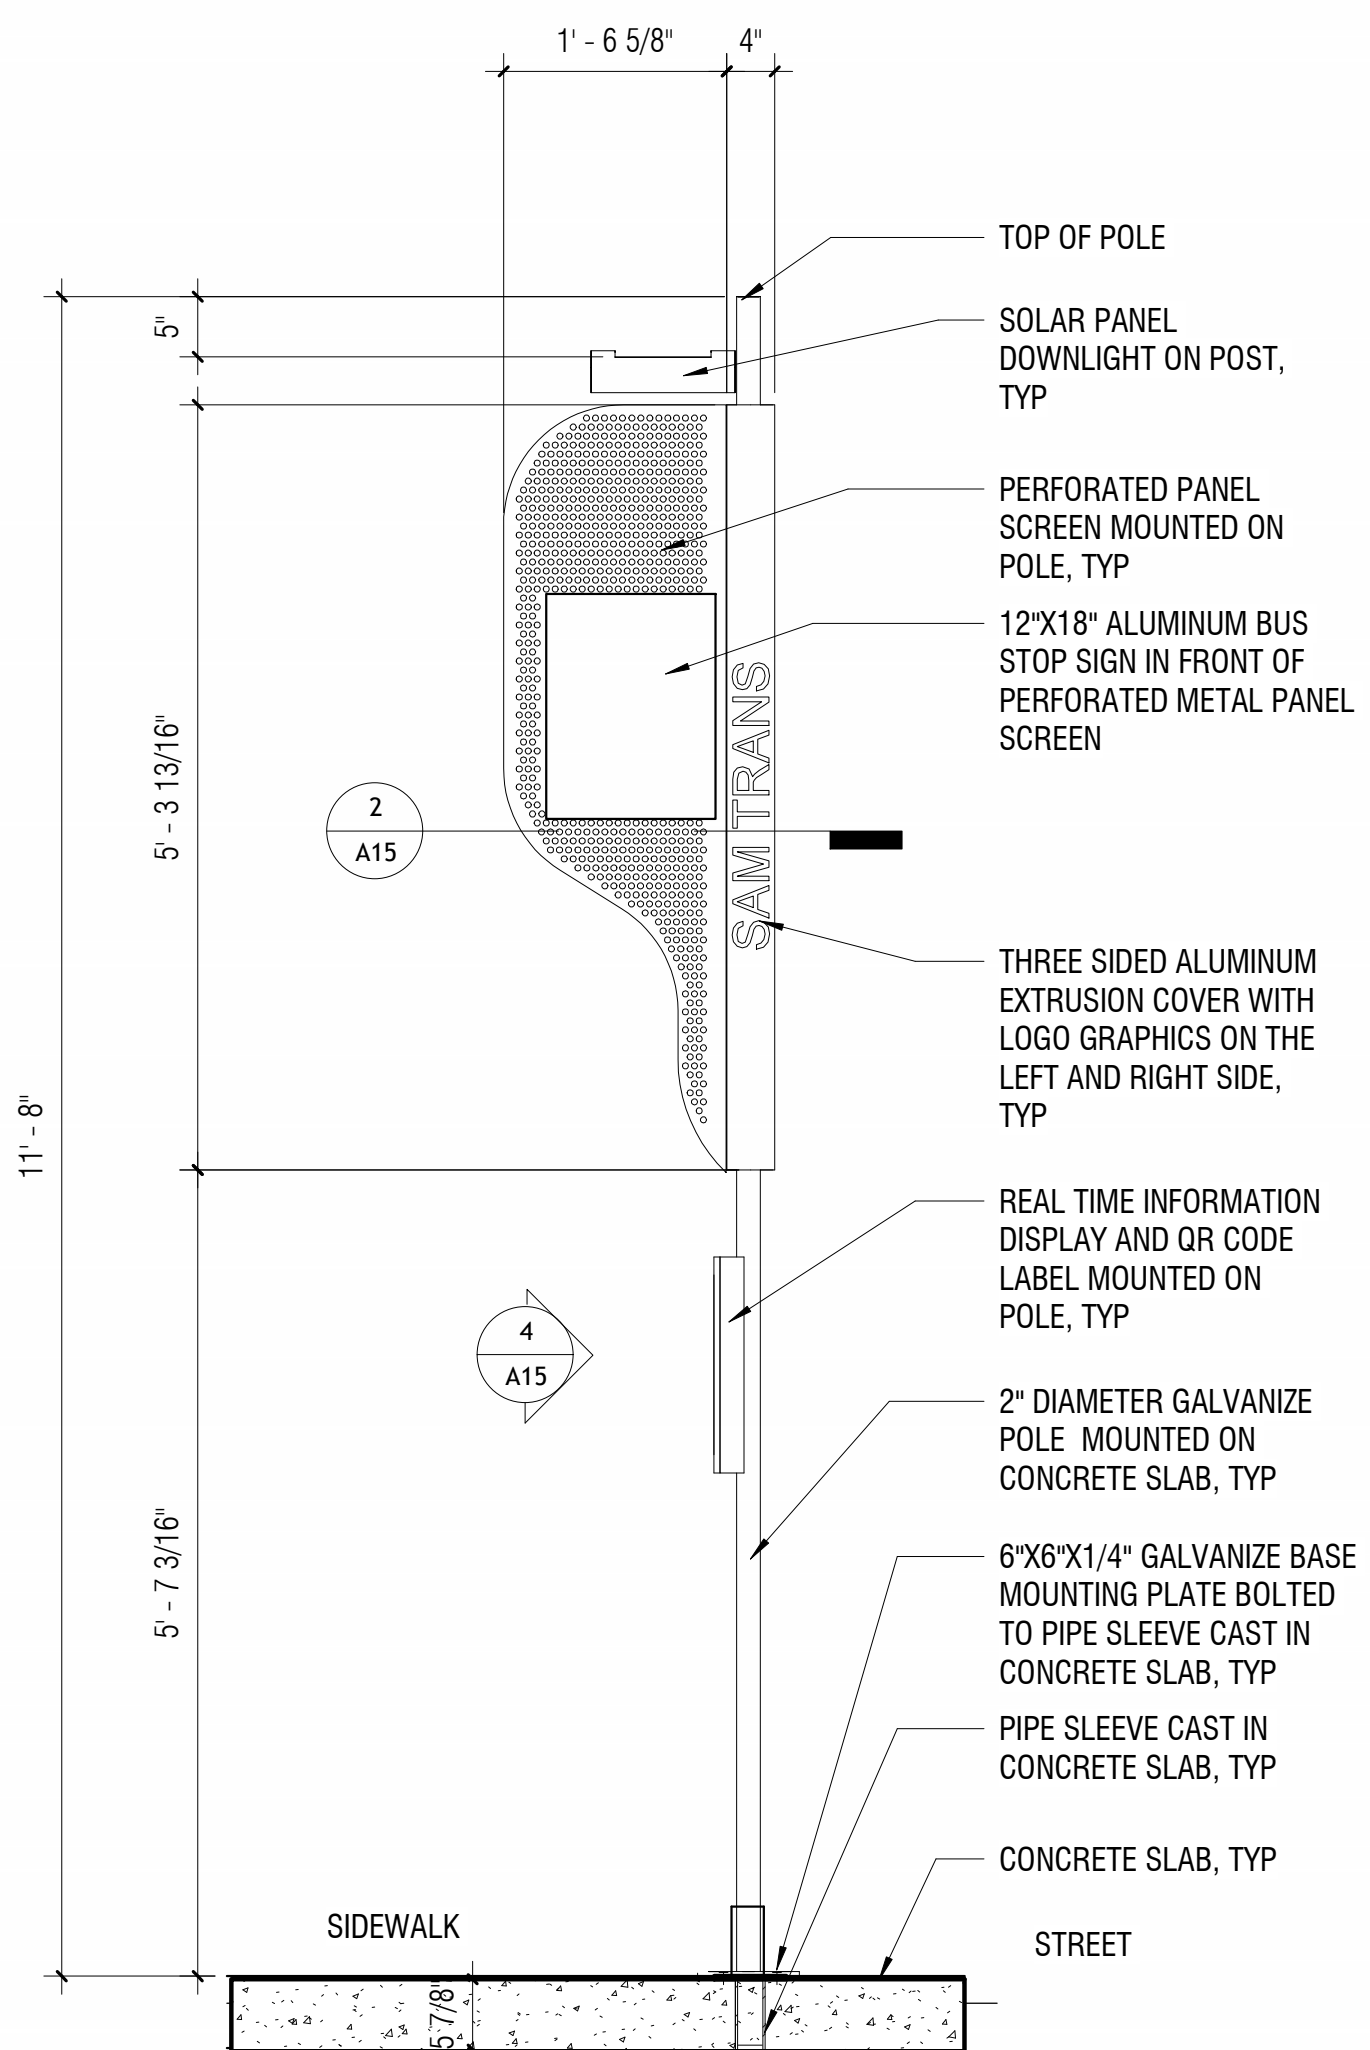 1' - 6 5/8"
4"
TOP OF POLE
5"
SOLAR PANEL
DOWNLIGHT ON POST,
TYP
PERFORATED PANEL
SCREEN MOUNTED ON
POLE, TYP
12"X18" ALUMINUM BUS
STOP SIGN IN FRONT OF
PERFORATED METAL PANEL
SCREEN
5' - 3 13/16"
SAM TRANS
2
A15
THREE SIDED ALUMINUM
EXTRUSION COVER WITH
LOGO GRAPHICS ON THE
LEFT AND RIGHT SIDE,
TYP
11' - 8"
REAL TIME INFORMATION
DISPLAY AND QR CODE
LABEL MOUNTED ON
POLE, TYP
4
A15
2" DIAMETER GALVANIZE
POLE  MOUNTED ON
CONCRETE SLAB, TYP
5' - 7 3/16"
6"X6"X1/4" GALVANIZE BASE
MOUNTING PLATE BOLTED
TO PIPE SLEEVE CAST IN
CONCRETE SLAB, TYP
PIPE SLEEVE CAST IN
CONCRETE SLAB, TYP
CONCRETE SLAB, TYP
SIDEWALK
STREET
5 7/8"